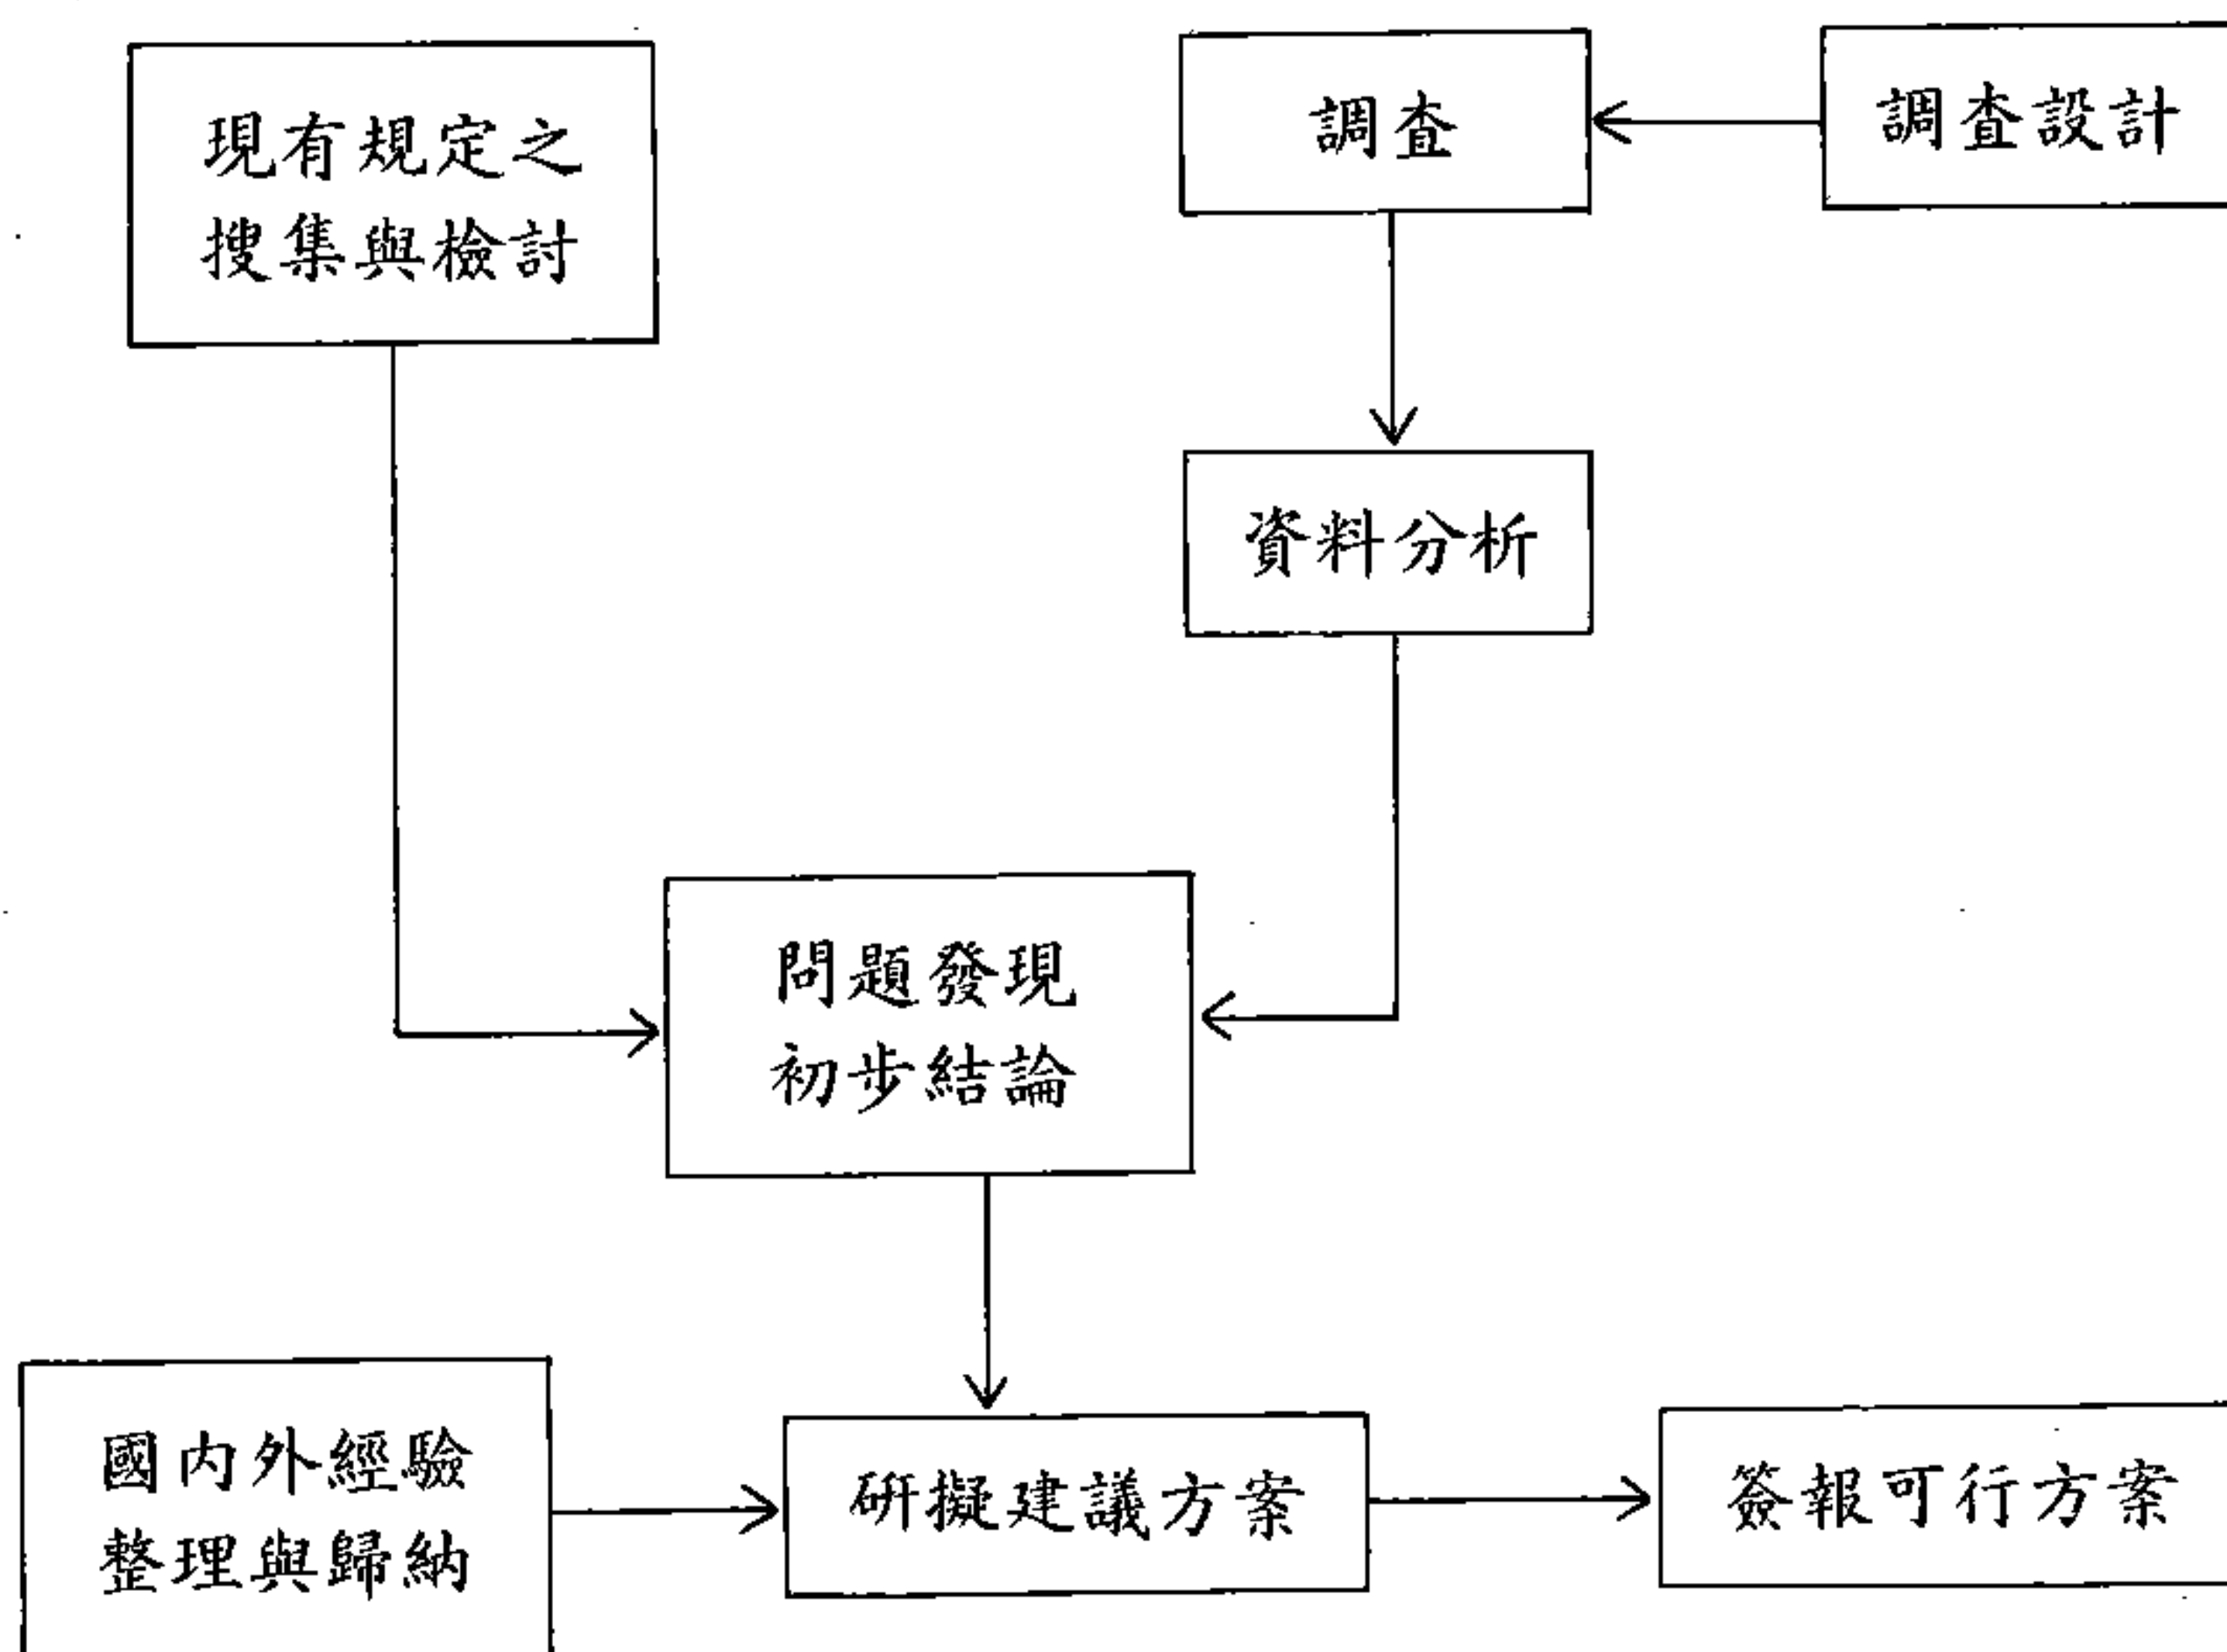 現有規定之
搜集與檢討
調查
調查設計
資料分析
問題發現
初步結論
國內外經驗
整理與歸納
研擬建議方案
簽報可行方案